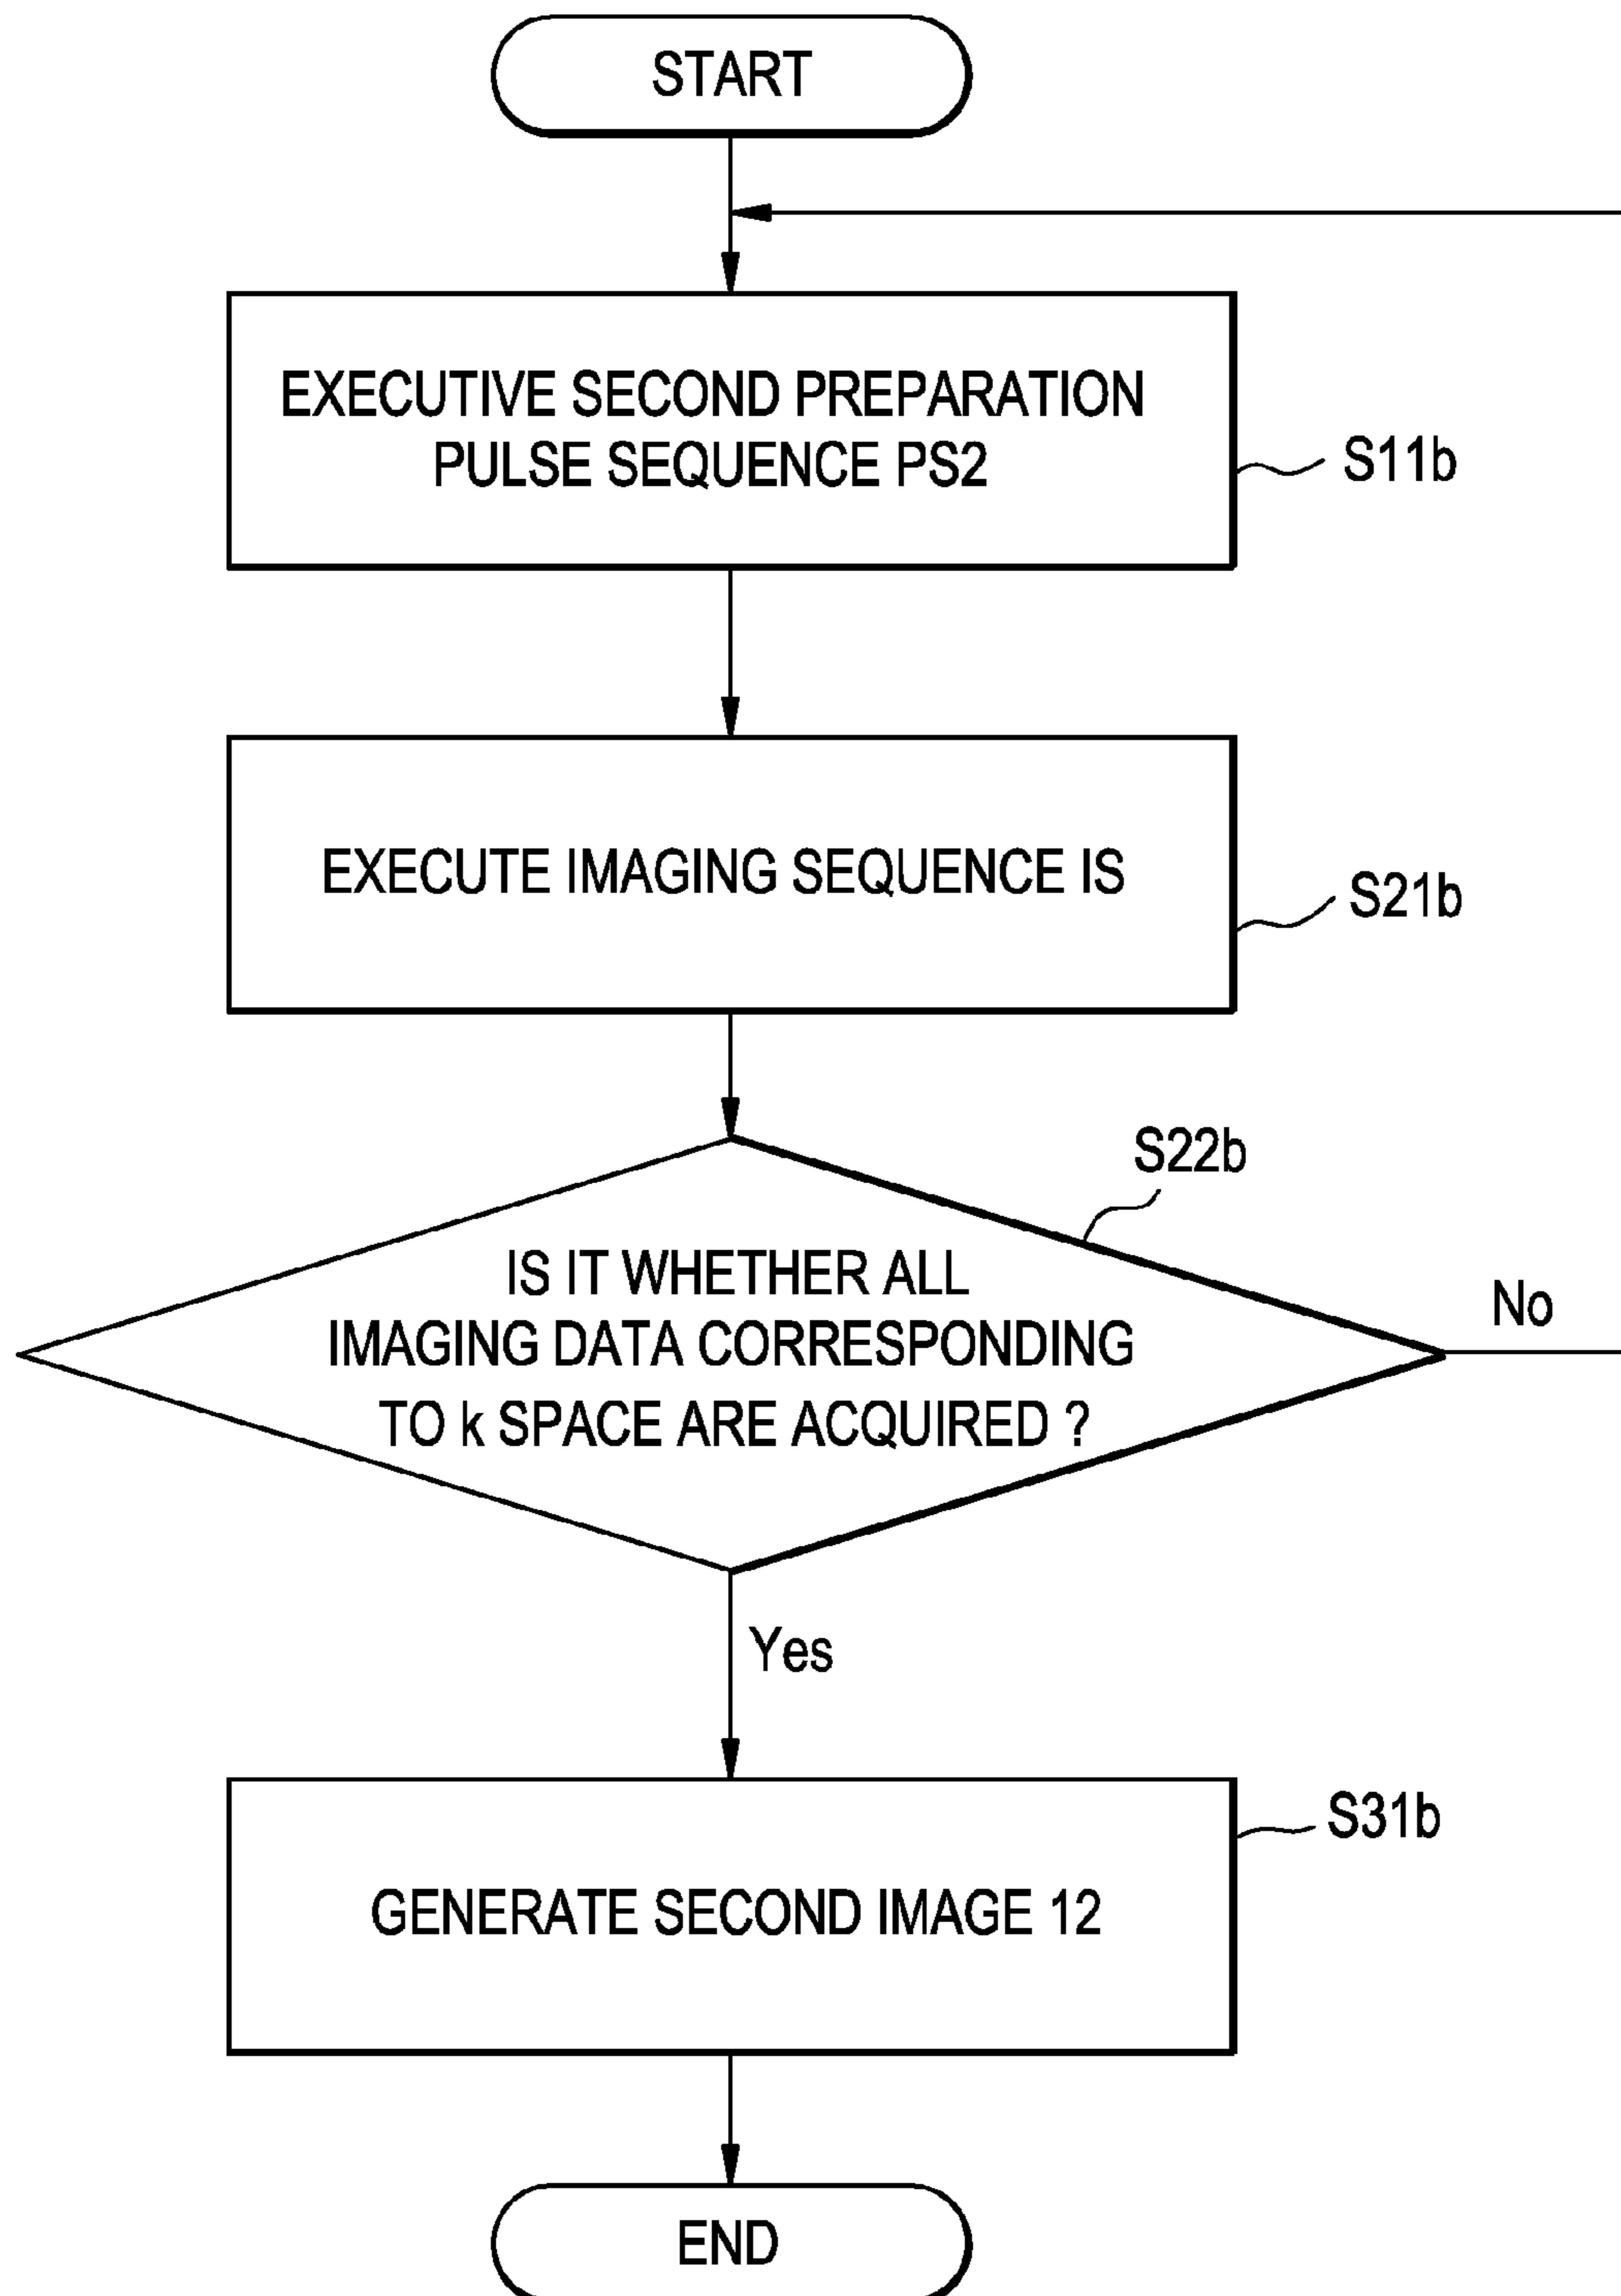 START
EXECUTIVE SECOND PREPARATION
PULSE SEQUENCE PS2
S11b
EXECUTE IMAGING SEQUENCE IS
S21b
S22b
IS IT WHETHER ALL
IMAGING DATA CORRESPONDING
TO k SPACE ARE ACQUIRED ?
No
Yes
S31b
GENERATE SECOND IMAGE 12
END